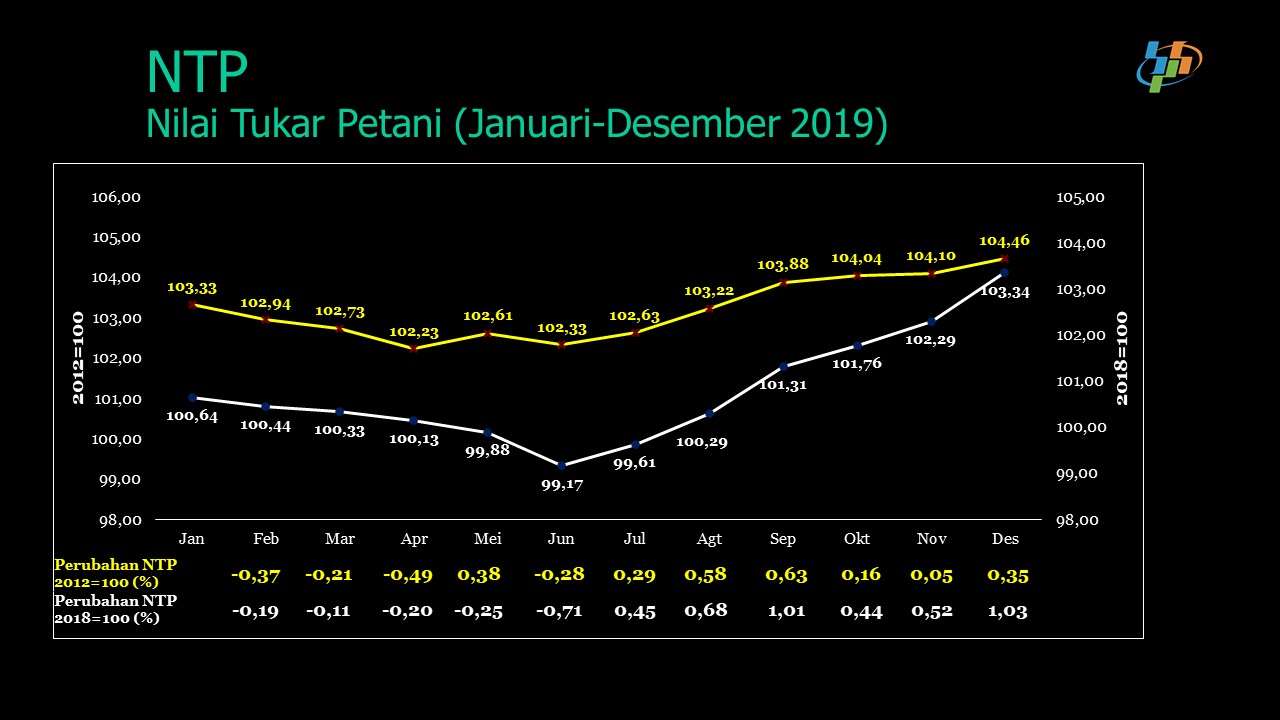 NTP
Nilai Tukar Petani (Januari-Desember 2019)
106,00
105,00
104,00
103,00
102,00
101,00
100,00
99,00
98,00
2012=100
105,00
104,00
103,00
102,00
101,00
100,00
99,00
98,00
2018=100
103,33 102,94 102,73 102,23 102,61 102,33 102,63 103,22 103,88 104,04 104,10 104,46
100,64 100,44 100,33 100,13 99,88 99,17 99,61 100,29 101,31 101,76 102,29 103,34
Jan Feb Mar Apr Mei Jun Jul Agt Sep Okt Nov Des
Perubahan NTP
2012=100 (%)
-0,37 -0,21 -0,49 0,38 -0,28 0,29 0,58 0,63 0,16 0,05 0,35
Perubahan NTP
2018=100 (%)
-0,19 -0,11 -0,20 -0,25 -0,71 0,45 0,68 1,01 0,44 0,52 1,03